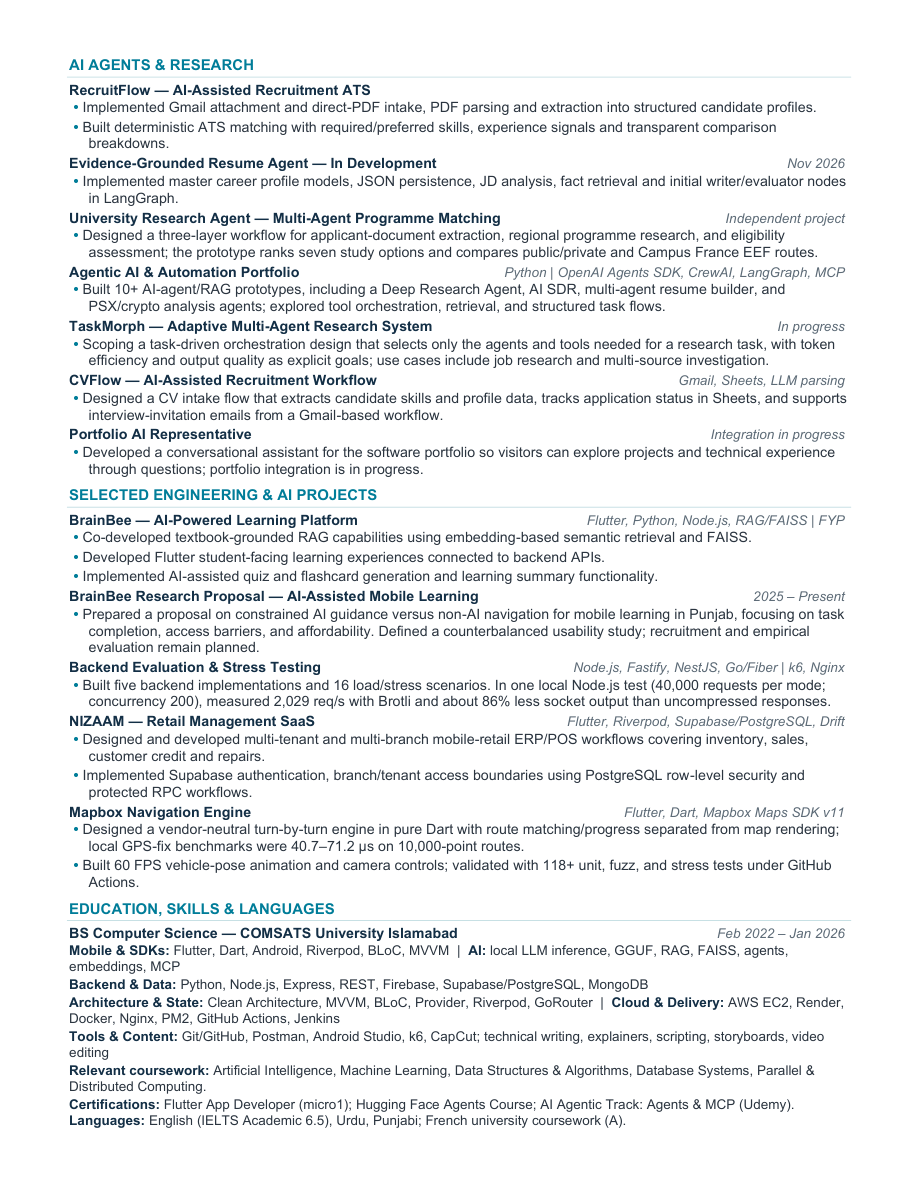 AI AGENTS & RESEARCH
RecruitFlow — AI-Assisted Recruitment ATS
• Implemented Gmail attachment and direct-PDF intake, PDF parsing and extraction into structured candidate profiles.
• Built deterministic ATS matching with required/preferred skills, experience signals and transparent comparison
breakdowns.
Evidence-Grounded Resume Agent — In Development Nov 2026
• Implemented master career profile models, JSON persistence, JD analysis, fact retrieval and initial writer/evaluator nodes
in LangGraph.
University Research Agent — Multi-Agent Programme Matching Independent project
• Designed a three-layer workflow for applicant-document extraction, regional programme research, and eligibility
assessment; the prototype ranks seven study options and compares public/private and Campus France EEF routes.
Agentic AI & Automation Portfolio Python | OpenAI Agents SDK, CrewAI, LangGraph, MCP
• Built 10+ AI-agent/RAG prototypes, including a Deep Research Agent, AI SDR, multi-agent resume builder, and
PSX/crypto analysis agents; explored tool orchestration, retrieval, and structured task flows.
TaskMorph — Adaptive Multi-Agent Research System In progress
• Scoping a task-driven orchestration design that selects only the agents and tools needed for a research task, with token
efficiency and output quality as explicit goals; use cases include job research and multi-source investigation.
CVFlow — AI-Assisted Recruitment Workflow Gmail, Sheets, LLM parsing
• Designed a CV intake flow that extracts candidate skills and profile data, tracks application status in Sheets, and supports
interview-invitation emails from a Gmail-based workflow.
Portfolio AI Representative Integration in progress
• Developed a conversational assistant for the software portfolio so visitors can explore projects and technical experience
through questions; portfolio integration is in progress.
SELECTED ENGINEERING & AI PROJECTS
BrainBee — AI-Powered Learning Platform Flutter, Python, Node.js, RAG/FAISS | FYP
• Co-developed textbook-grounded RAG capabilities using embedding-based semantic retrieval and FAISS.
• Developed Flutter student-facing learning experiences connected to backend APIs.
• Implemented AI-assisted quiz and flashcard generation and learning summary functionality.
BrainBee Research Proposal — AI-Assisted Mobile Learning 2025 – Present
• Prepared a proposal on constrained AI guidance versus non-AI navigation for mobile learning in Punjab, focusing on task
completion, access barriers, and affordability. Defined a counterbalanced usability study; recruitment and empirical
evaluation remain planned.
Backend Evaluation & Stress Testing Node.js, Fastify, NestJS, Go/Fiber | k6, Nginx
• Built five backend implementations and 16 load/stress scenarios. In one local Node.js test (40,000 requests per mode;
concurrency 200), measured 2,029 req/s with Brotli and about 86% less socket output than uncompressed responses.
NIZAAM — Retail Management SaaS Flutter, Riverpod, Supabase/PostgreSQL, Drift
• Designed and developed multi-tenant and multi-branch mobile-retail ERP/POS workflows covering inventory, sales,
customer credit and repairs.
• Implemented Supabase authentication, branch/tenant access boundaries using PostgreSQL row-level security and
protected RPC workflows.
Mapbox Navigation Engine Flutter, Dart, Mapbox Maps SDK v11
• Designed a vendor-neutral turn-by-turn engine in pure Dart with route matching/progress separated from map rendering;
local GPS-fix benchmarks were 40.7–71.2 µs on 10,000-point routes.
• Built 60 FPS vehicle-pose animation and camera controls; validated with 118+ unit, fuzz, and stress tests under GitHub
Actions.
EDUCATION, SKILLS & LANGUAGES
BS Computer Science — COMSATS University Islamabad Feb 2022 – Jan 2026
Mobile & SDKs: Flutter, Dart, Android, Riverpod, BLoC, MVVM | AI: local LLM inference, GGUF, RAG, FAISS, agents,
embeddings, MCP
Backend & Data: Python, Node.js, Express, REST, Firebase, Supabase/PostgreSQL, MongoDB
Architecture & State: Clean Architecture, MVVM, BLoC, Provider, Riverpod, GoRouter | Cloud & Delivery: AWS EC2, Render,
Docker, Nginx, PM2, GitHub Actions, Jenkins
Tools & Content: Git/GitHub, Postman, Android Studio, k6, CapCut; technical writing, explainers, scripting, storyboards, video
editing
Relevant coursework: Artificial Intelligence, Machine Learning, Data Structures & Algorithms, Database Systems, Parallel &
Distributed Computing.
Certifications: Flutter App Developer (micro1); Hugging Face Agents Course; AI Agentic Track: Agents & MCP (Udemy).
Languages: English (IELTS Academic 6.5), Urdu, Punjabi; French university coursework (A).